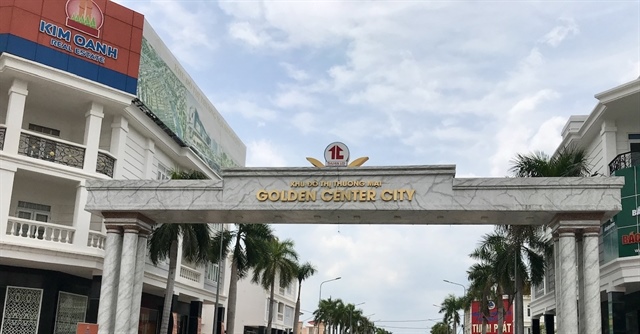 KIM OANH
REAL ESTATE
KHU ĐÔ THỊ THƯƠNG MẠI
GOLDEN CENTER CITY